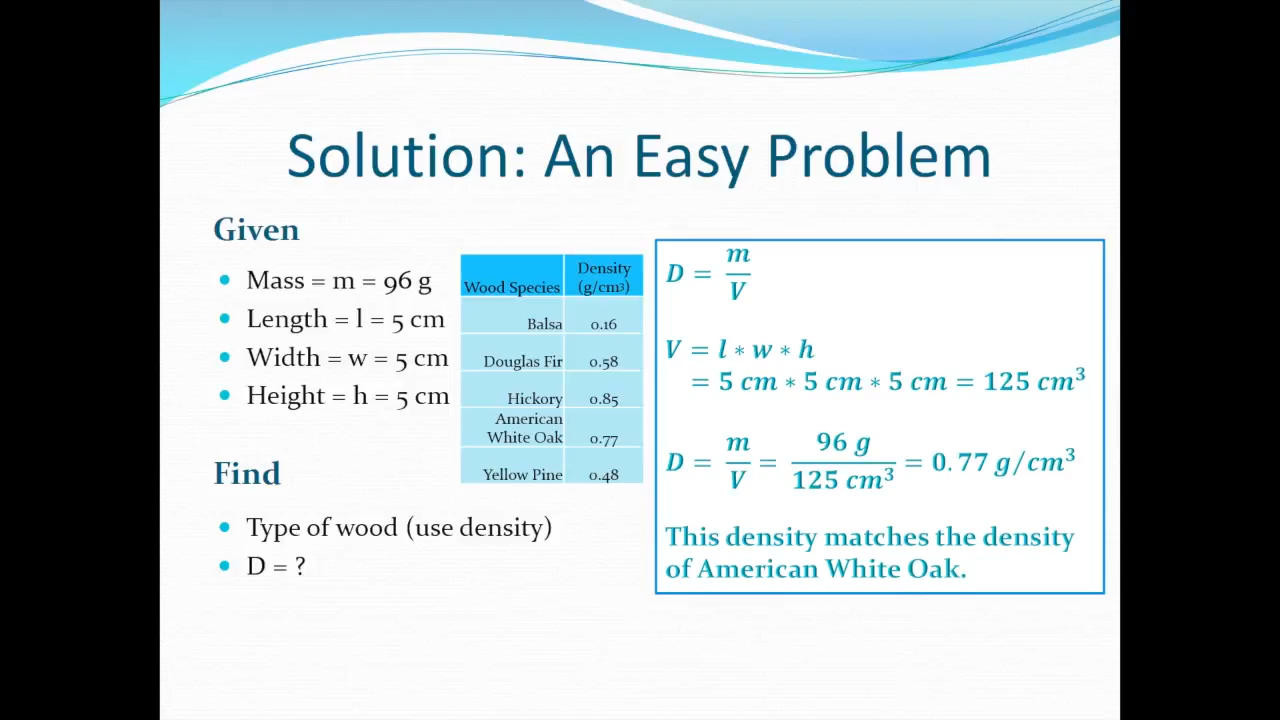 Solution: An Easy Problem
Given
• Mass = m = 96 g
• Length = l = 5 cm
• Width = w = 5 cm
• Height = h = 5 cm
Find
• Type of wood (use density)
• D = ?
Wood Species Density (g/cm³)
Balsa 0.16
Douglas Fir 0.58
Hickory 0.85
American White Oak 0.77
Yellow Pine 0.48
D = m/V
V = l * w * h
= 5 cm * 5 cm * 5 cm = 125 cm³
D = m/V = 96 g/125 cm³ = 0.77 g/cm³
This density matches the density
of American White Oak.